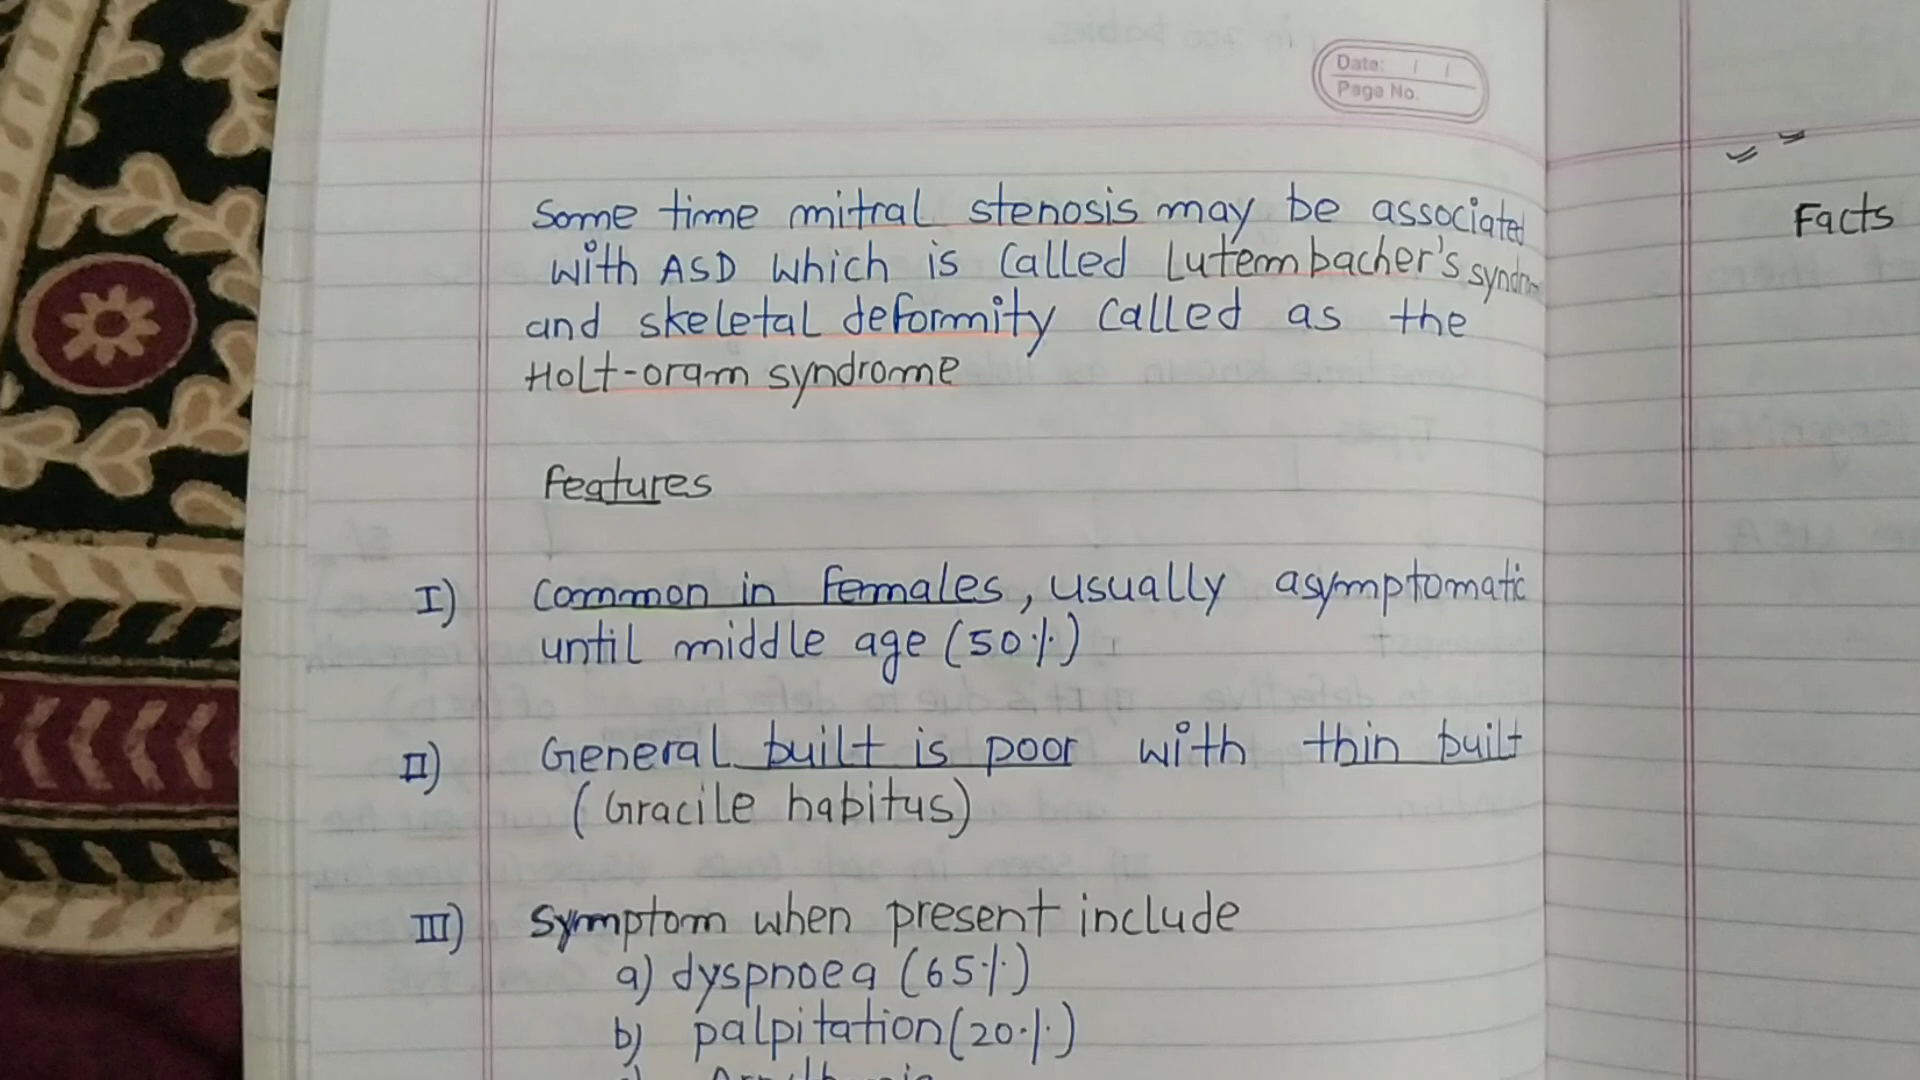 Date: / /
Page No.
Some time mitral stenosis may be associated
with ASD which is called Lutembacher's
and skeletal deformity called as the
Holt-oram syndrome
Features
I) Common in females, usually asymptomatic
until middle age (50%)
II) General built is poor with thin built
(Gracile habitus)
III) symptom when present include
a) dyspnoea (65%)
b) palpitation (20%)
Facts